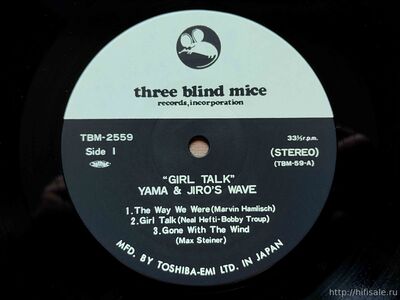 three blind mice
records, incorporation
TBM-2559
33⅓r.p.m.
Side 1
(STEREO)
(TBM-59-A)
"GIRL TALK"
YAMA & JIRO'S WAVE
1.The Way We Were(Marvin Hamlisch)
2.Girl Talk(Neal Hefti-Bobby Troup)
3.Gone With The Wind
(Max Steiner)
MFD. BY TOSHIBA-EMI LTD. IN JAPAN
http://hifisale.ru